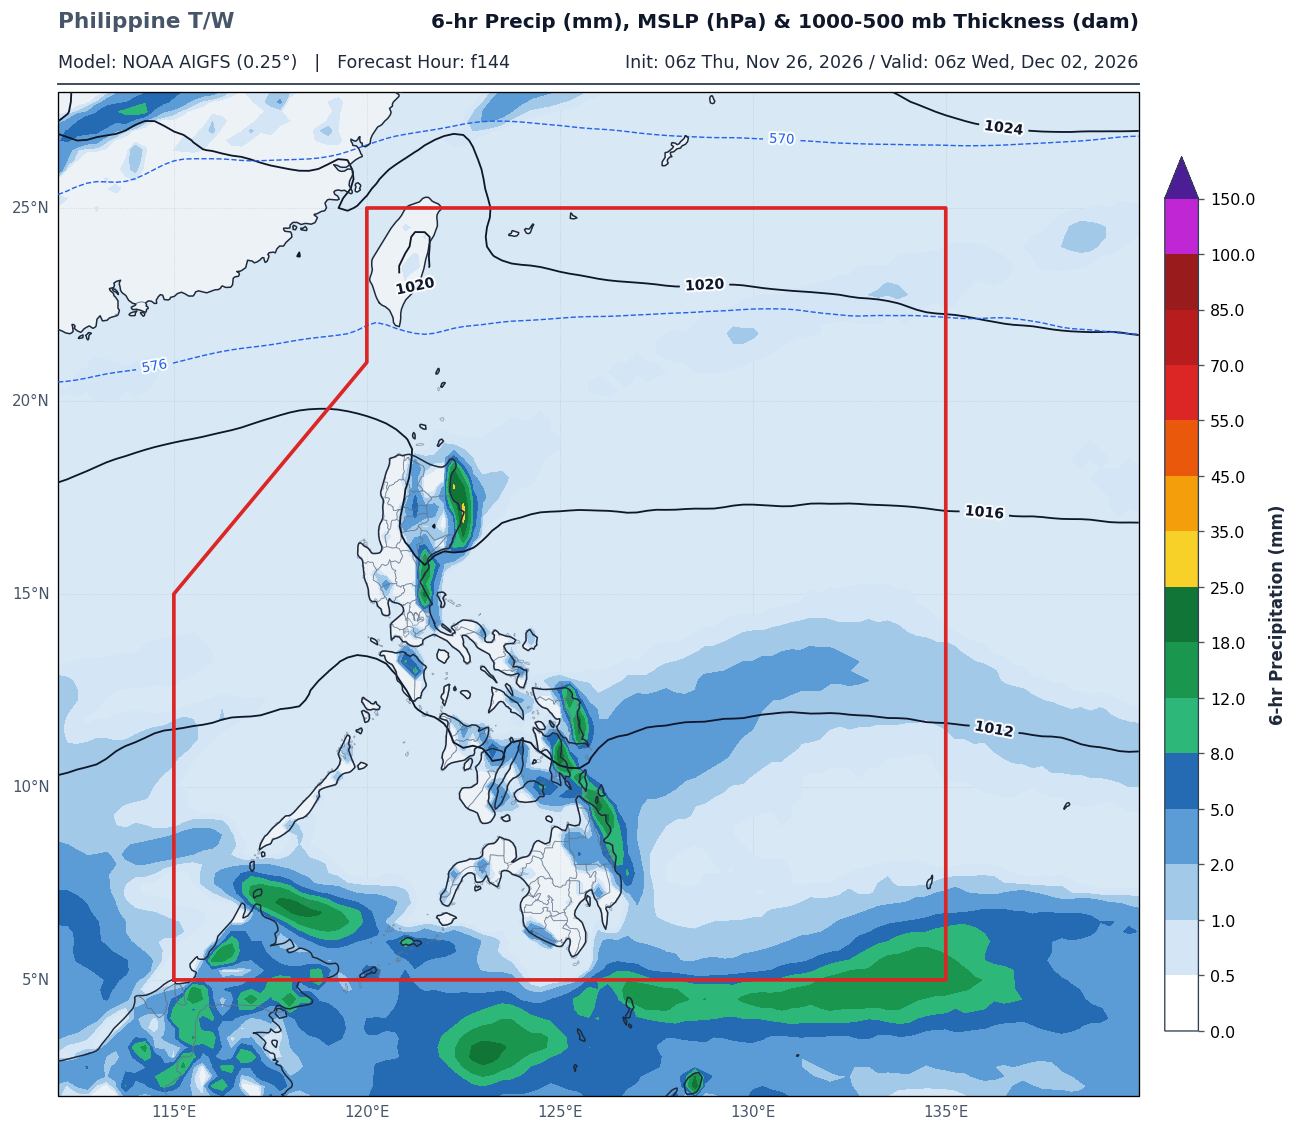 Philippine T/W
6-hr Precip (mm), MSLP (hPa) & 1000-500 mb Thickness (dam)
Model: NOAA AIGFS (0.25°) | Forecast Hour: f144
Init: 06z Thu, Nov 26, 2026 / Valid: 06z Wed, Dec 02, 2026
1024
570
25°N
1020
1020
576
20°N
1016
15°N
1012
10°N
5°N
115°E
120°E
125°E
130°E
135°E
150.0
100.0
85.0
70.0
55.0
45.0
35.0
25.0
18.0
12.0
8.0
5.0
2.0
1.0
0.5
0.0
6-hr Precipitation (mm)